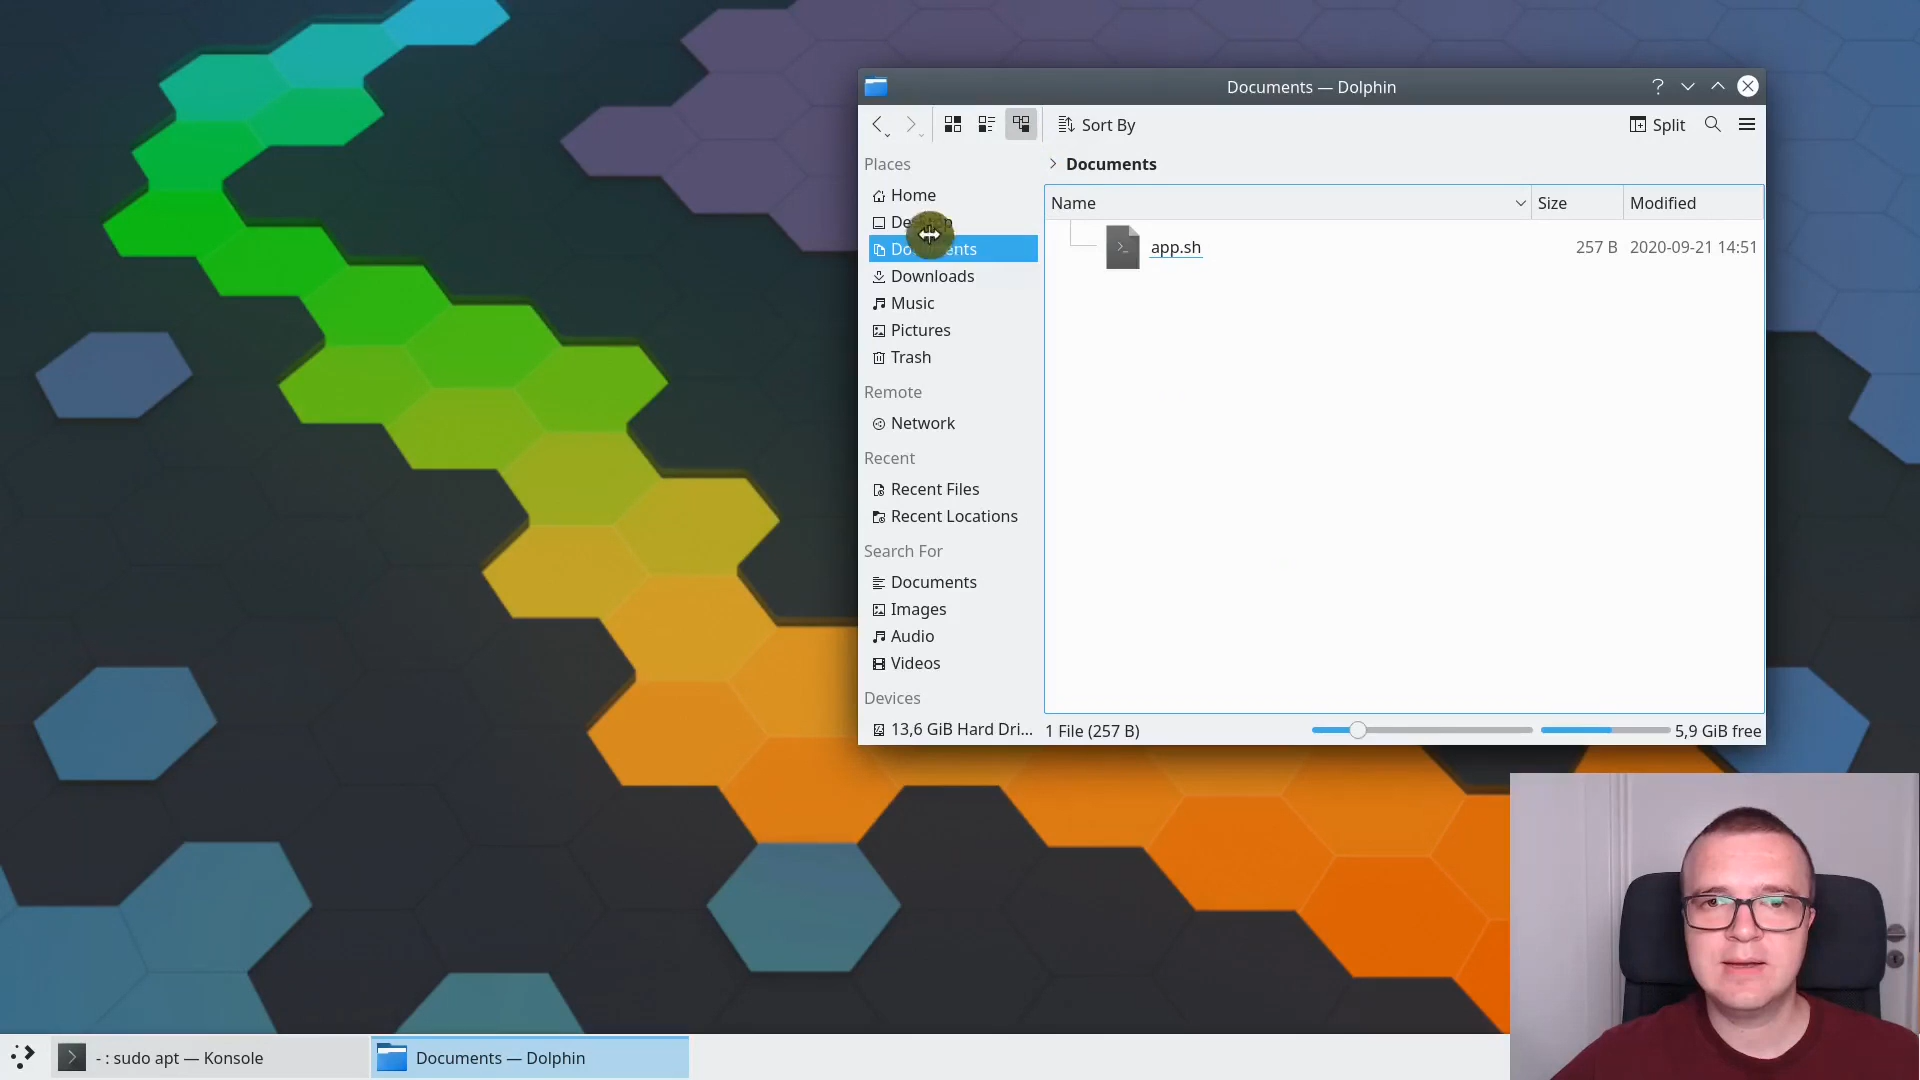 Documents — Dolphin
?
Sort By
Split
Places
Documents
Home
Name
Size
Modified
Documents
app.sh
257 B
2020-09-21 14:51
Downloads
Music
Pictures
Trash
Remote
Network
Recent
Recent Files
Recent Locations
Search For
Documents
Images
Audio
Videos
Devices
13,6 GiB Hard Dri...
1 File (257 B)
5,9 GiB free
- : sudo apt — Konsole
Documents — Dolphin